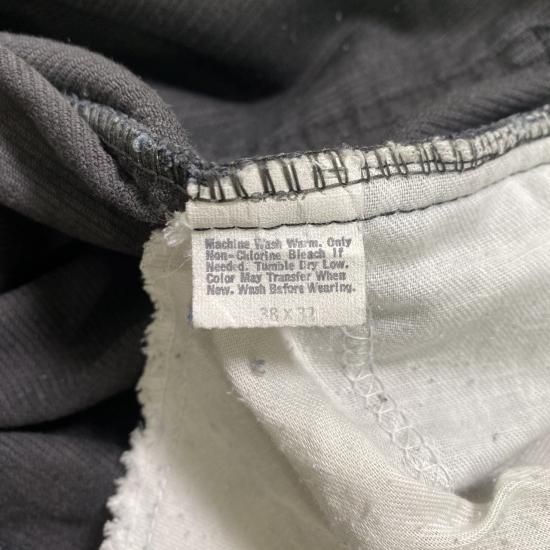 Machine Wash Warm. Only
Non-Chlorine Bleach If
Needed. Tumble Dry Low.
Color May Transfer When
New. Wash Before Wearing.
38 x 32